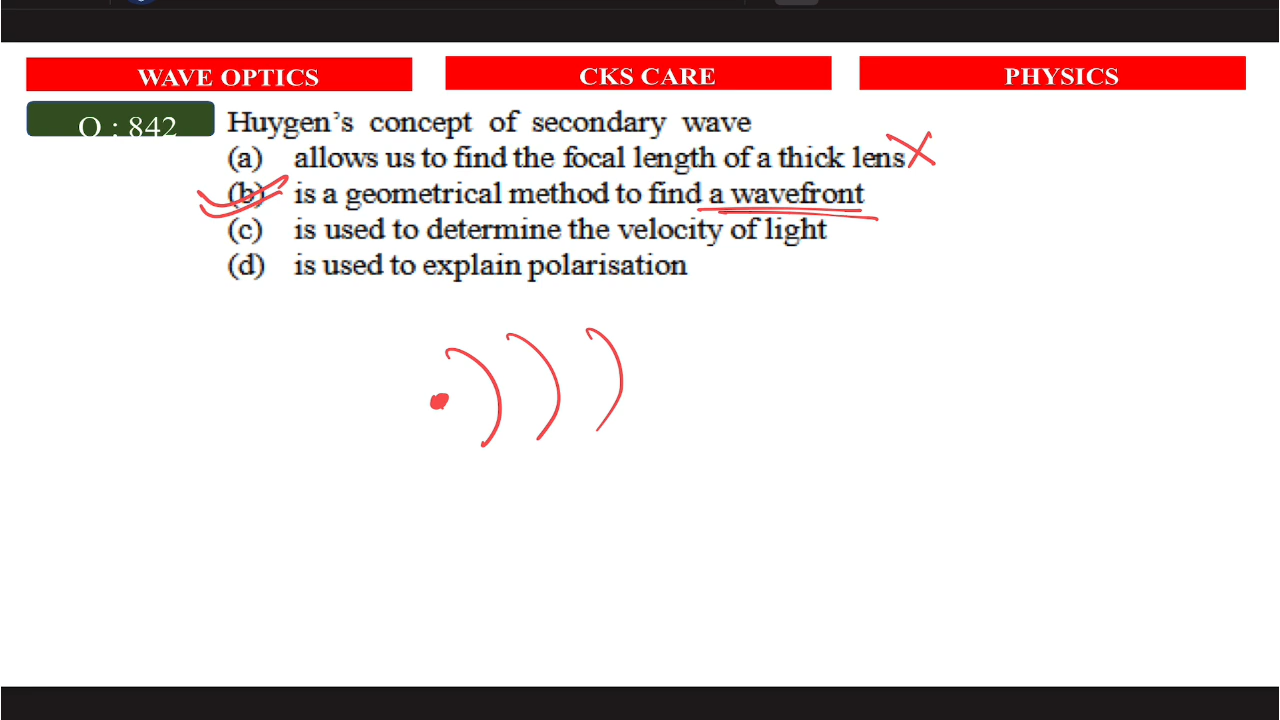 WAVE OPTICS
CKS CARE
PHYSICS
Q : 842
Huygen's concept of secondary wave
(a) allows us to find the focal length of a thick lens
(b) is a geometrical method to find a wavefront
(c) is used to determine the velocity of light
(d) is used to explain polarisation